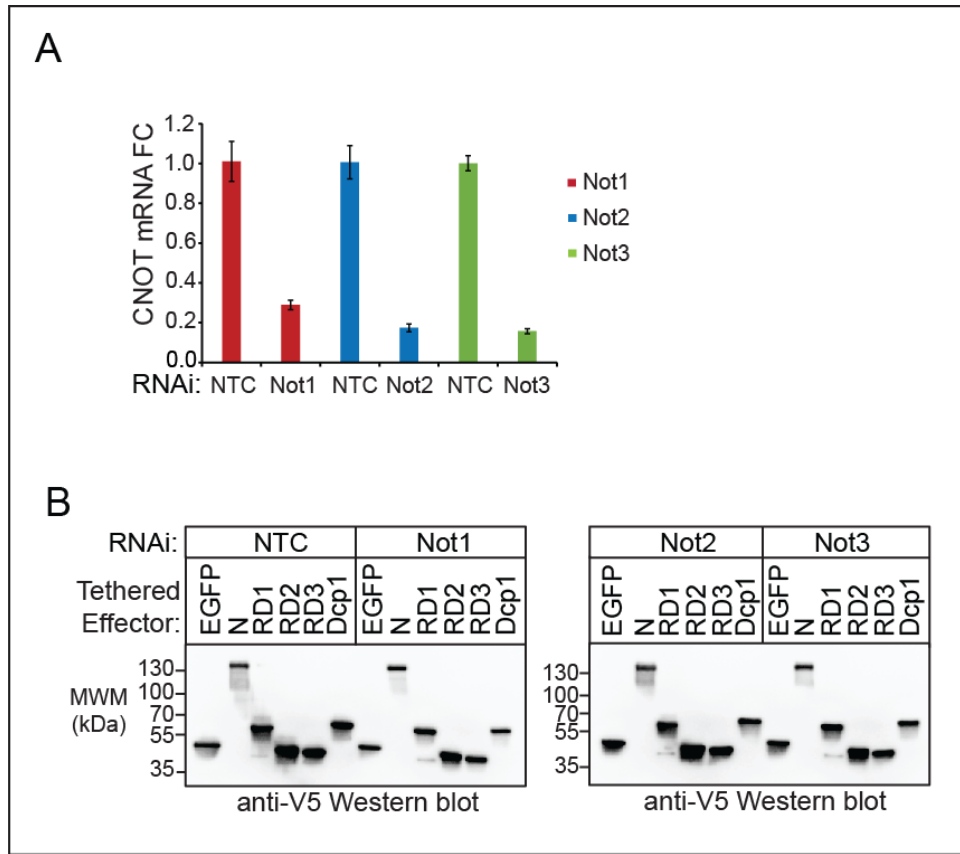 A
CNOT mRNA FC
1.2
1.0
0.8
0.6
0.4
0.2
0.0
Not1
Not2
Not3
RNAi: NTC Not1 NTC Not2 NTC Not3
B
RNAi: NTC Not1 Not2 Not3
Tethered Effector: EGFP N RD1 RD2 RD3 Dcp1 EGFP N RD1 RD2 RD3 Dcp1 EGFP N RD1 RD2 RD3 Dcp1 EGFP N RD1 RD2 RD3 Dcp1
MWM
(kDa)
130
100
70
55
35
130
100
70
55
35
anti-V5 Western blot anti-V5 Western blot